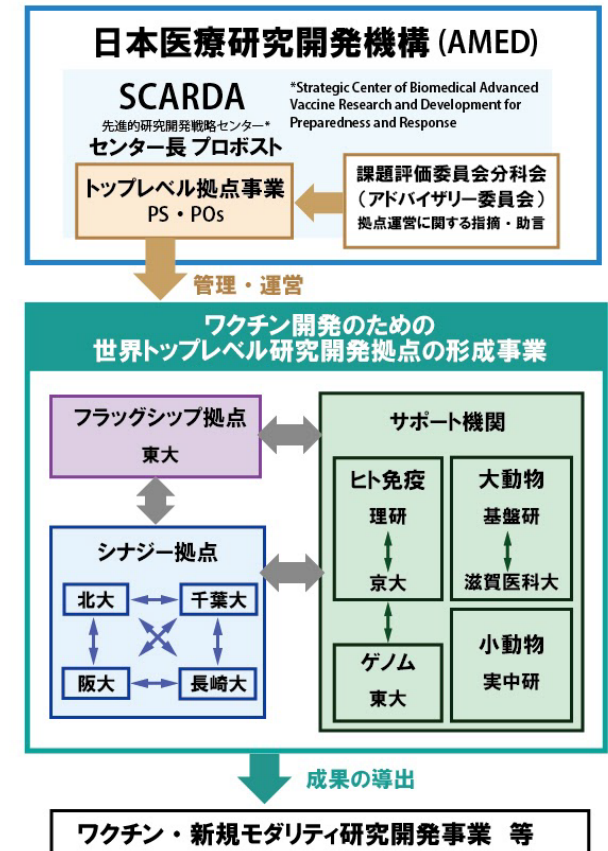 日本医療研究開発機構 (AMED)
SCARDA
先進的研究開発戦略センター*
センター長 プロボスト
*Strategic Center of Biomedical Advanced
Vaccine Research and Development for
Preparedness and Response
トップレベル拠点事業
PS・POs
課題評価委員会分科会
(アドバイザリー委員会)
拠点運営に関する指摘・助言
管理・運営
ワクチン開発のための
世界トップレベル研究開発拠点の形成事業
フラッグシップ拠点
東大
シナジー拠点
北大
千葉大
阪大
長崎大
サポート機関
ヒト免疫
理研
京大
ゲノム
東大
大動物
基盤研
滋賀医科大
小動物
実中研
成果の導出
ワクチン・新規モダリティ研究開発事業 等